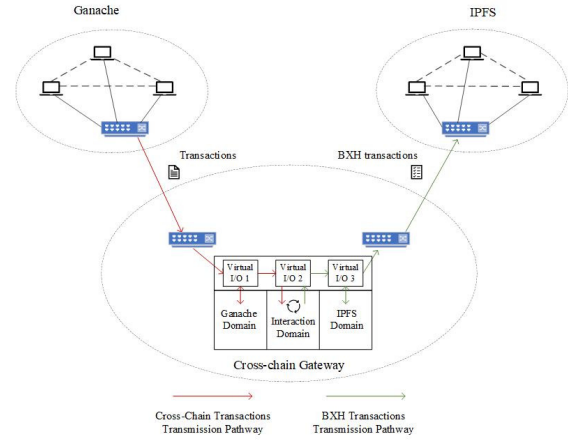 Ganache
IPFS
Transactions
BXH transactions
Virtual
I/O 1
Virtual
I/O 2
Virtual
I/O 3
Ganache
Domain
Interaction
Domain
IPFS
Domain
Cross-chain Gateway
Cross-Chain Transactions
Transmission Pathway
BXH Transactions
Transmission Pathway